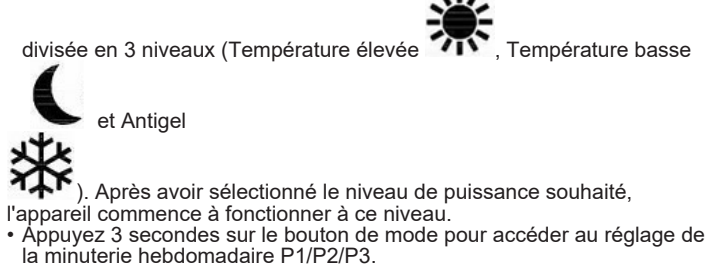 divisée en 3 niveaux (Température élevée , Température basse
et Antigel
). Après avoir sélectionné le niveau de puissance souhaité,
l'appareil commence à fonctionner à ce niveau.
• Appuyez 3 secondes sur le bouton de mode pour accéder au réglage de
la minuterie hebdomadaire P1/P2/P3.